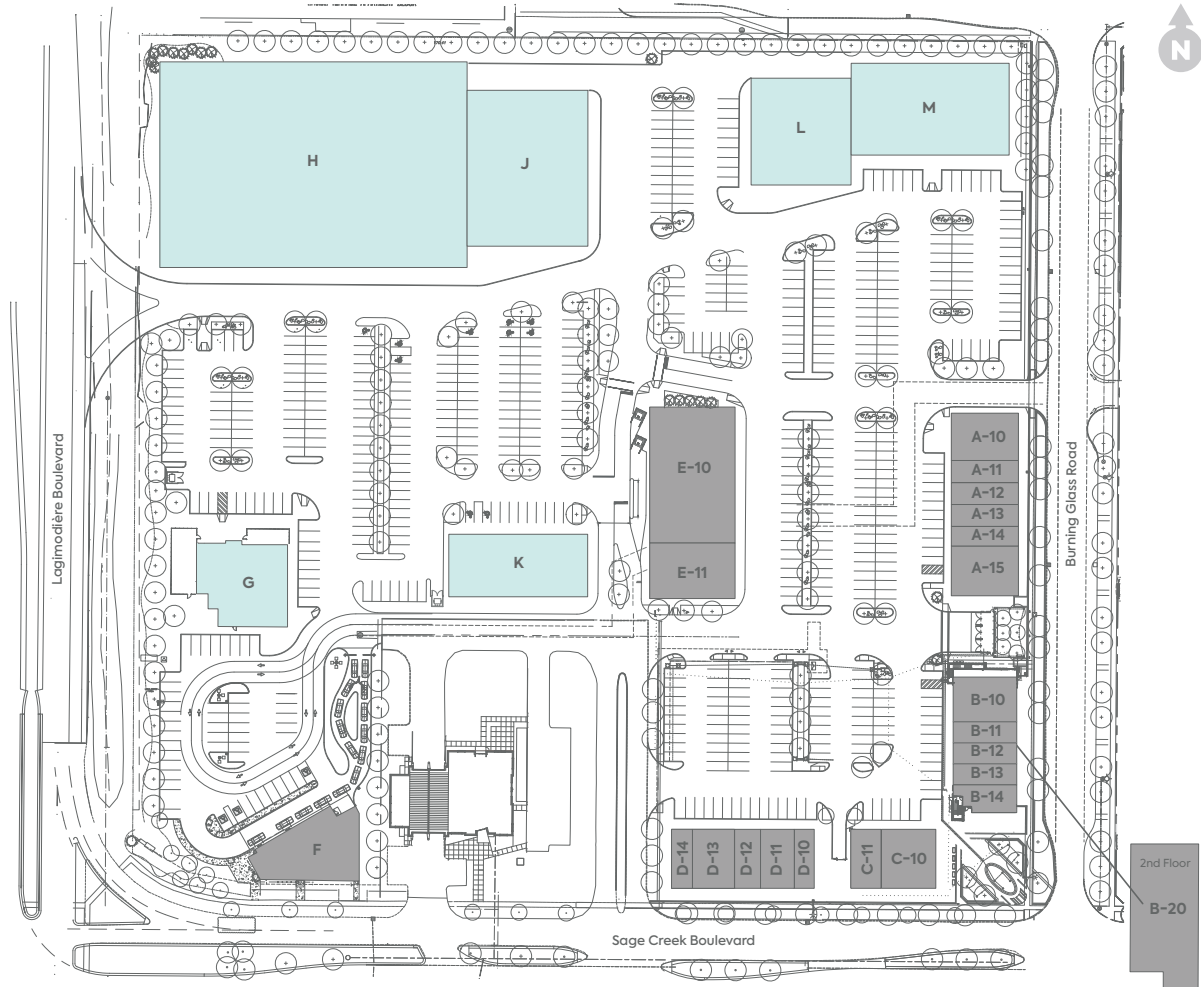 N
H
J
L
M
Lagimodière Boulevard
Burning Glass Road
E-10
E-11
A-10
A-11
A-12
A-13
A-14
A-15
G
K
B-10
B-11
B-12
B-13
B-14
F
D-14
D-13
D-12
D-11
D-10
C-11
C-10
2nd Floor
B-20
Sage Creek Boulevard